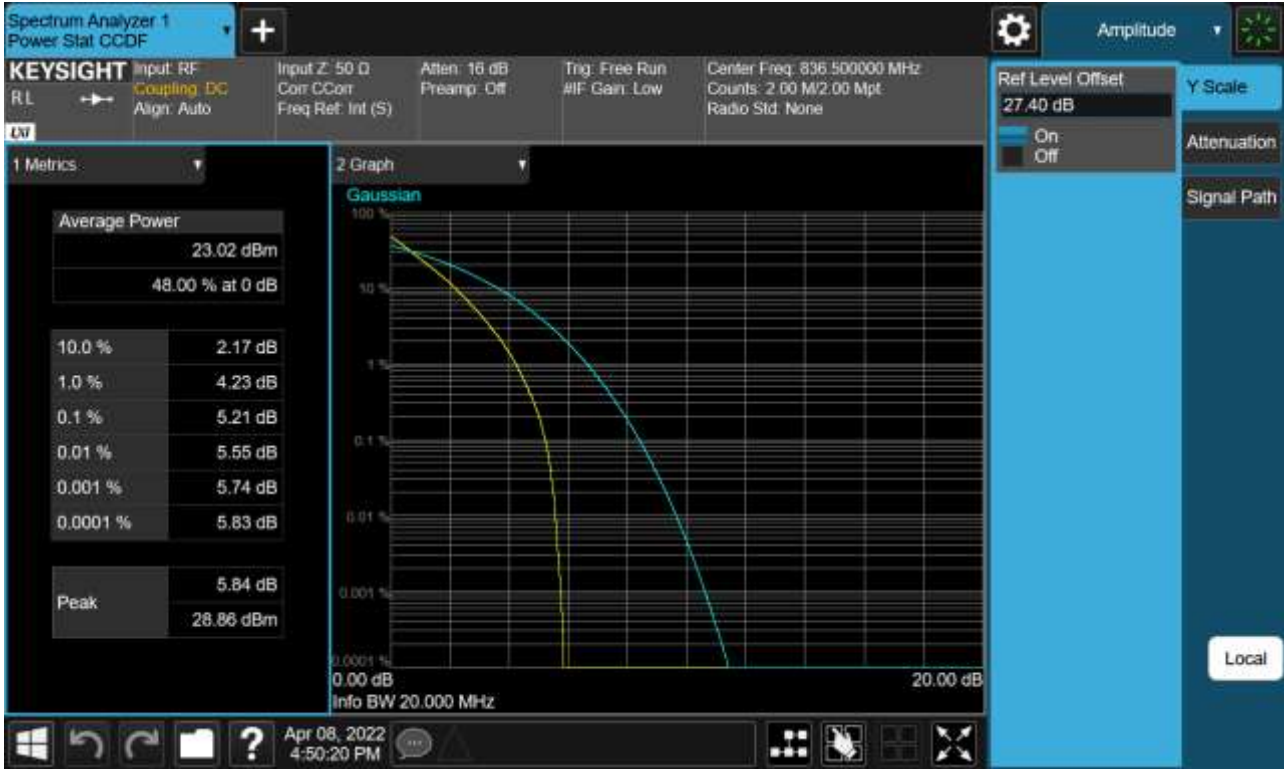 Spectrum Analyzer 1
Power Stat CCDF
+
Amplitude
KEYSIGHT
RL
LXI
Input: RF
Coupling: DC
Align: Auto
Input Z: 50 Ω
Corr CCorr
Freq Ref: Int (S)
Atten: 16 dB
Preamp: Off
Trig: Free Run
#IF Gain: Low
Center Freq: 836.500000 MHz
Counts: 2.00 M/2.00 Mpt
Radio Std: None
Ref Level Offset
27.40 dB
On
Off
Y Scale
Attenuation
Signal Path
Local
1 Metrics
Average Power
23.02 dBm
48.00 % at 0 dB
10.0 % 2.17 dB
1.0 % 4.23 dB
0.1 % 5.21 dB
0.01 % 5.55 dB
0.001 % 5.74 dB
0.0001 % 5.83 dB
Peak
5.84 dB
28.86 dBm
2 Graph
Gaussian
100 %
10 %
1 %
0.1 %
0.01 %
0.001 %
0.0001 %
0.00 dB 20.00 dB
Info BW 20.000 MHz
?
Apr 08, 2022
4:50:20 PM